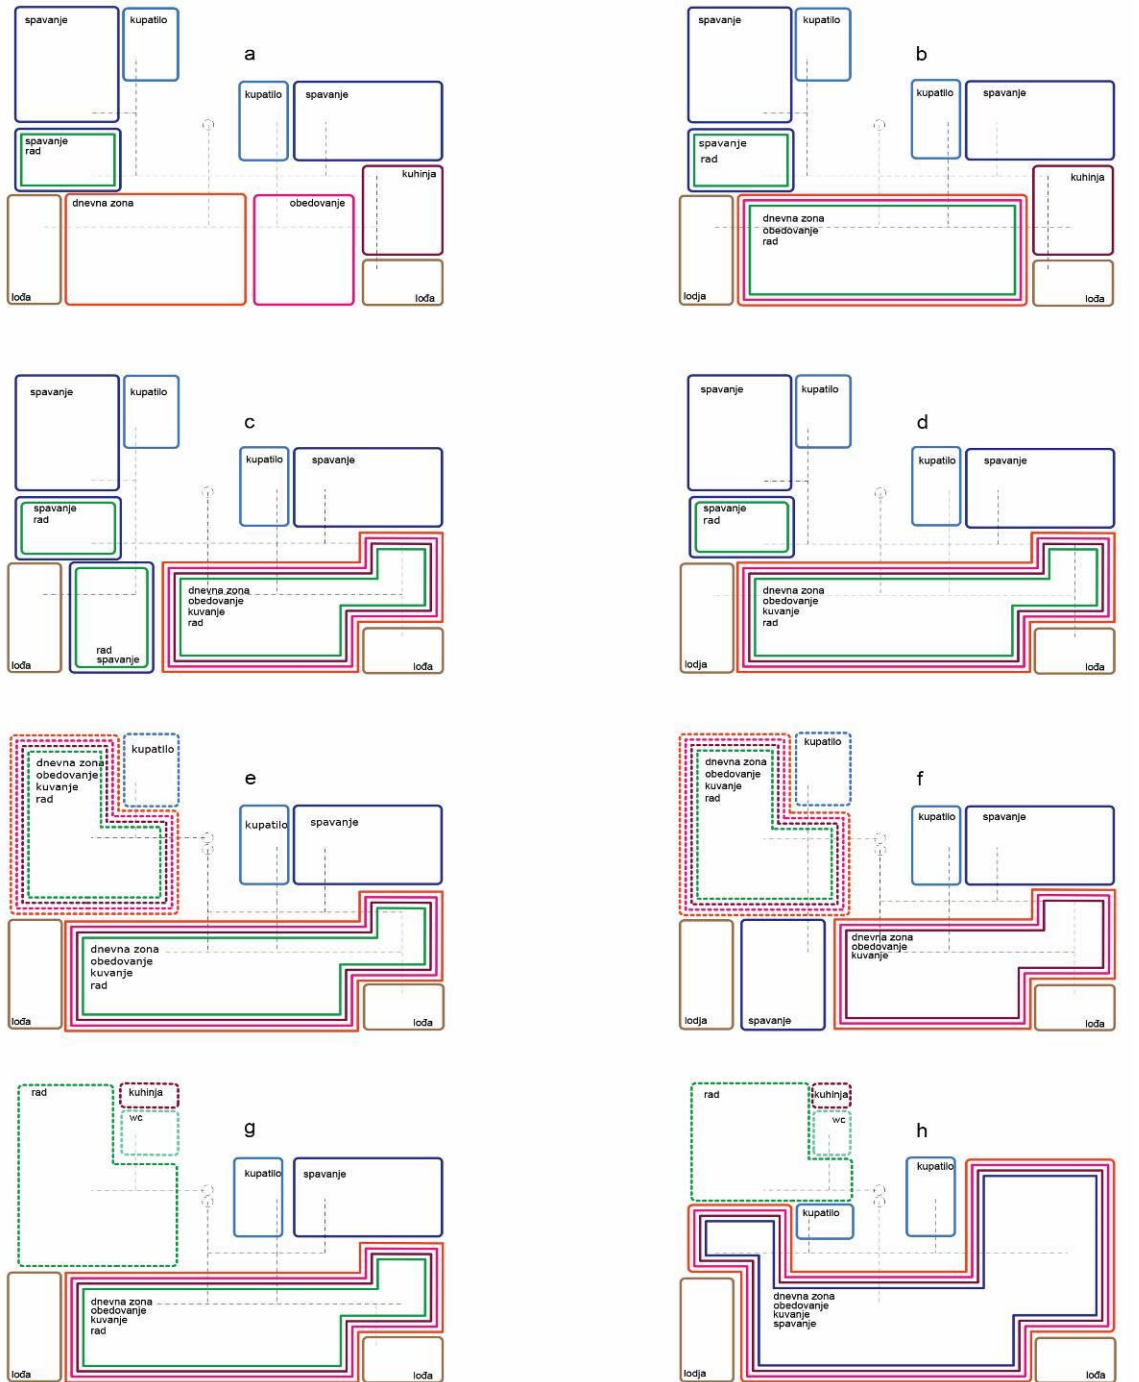 spavanje
kupatilo
a
kupatilo
spavanje
spavanje
rad
kuhinja
dnevna zona
obedovanje
lođa
lođa
spavanje
kupatilo
b
kupatilo
spavanje
spavanje
rad
kuhinja
dnevna zona
obedovanje
rad
lodja
lođa
spavanje
kupatilo
c
kupatilo
spavanje
spavanje
rad
dnevna zona
obedovanje
kuvanje
rad
rad
spavanje
lođa
lođa
spavanje
kupatilo
d
kupatilo
spavanje
spavanje
rad
dnevna zona
obedovanje
kuvanje
rad
lodja
lođa
dnevna zona
obedovanje
kuvanje
rad
kupatilo
e
kupatilo
spavanje
dnevna zona
obedovanje
kuvanje
rad
lođa
lođa
dnevna zona
obedovanje
kuvanje
rad
kupatilo
f
kupatilo
spavanje
dnevna zona
obedovanje
kuvanje
lodja
spavanje
lođa
rad
kuhinja
wc
g
kupatilo
spavanje
dnevna zona
obedovanje
kuvanje
rad
lođa
lođa
rad
kuhinja
wc
h
kupatilo
kupatilo
dnevna zona
obedovanje
kuvanje
spavanje
lodja
lođa